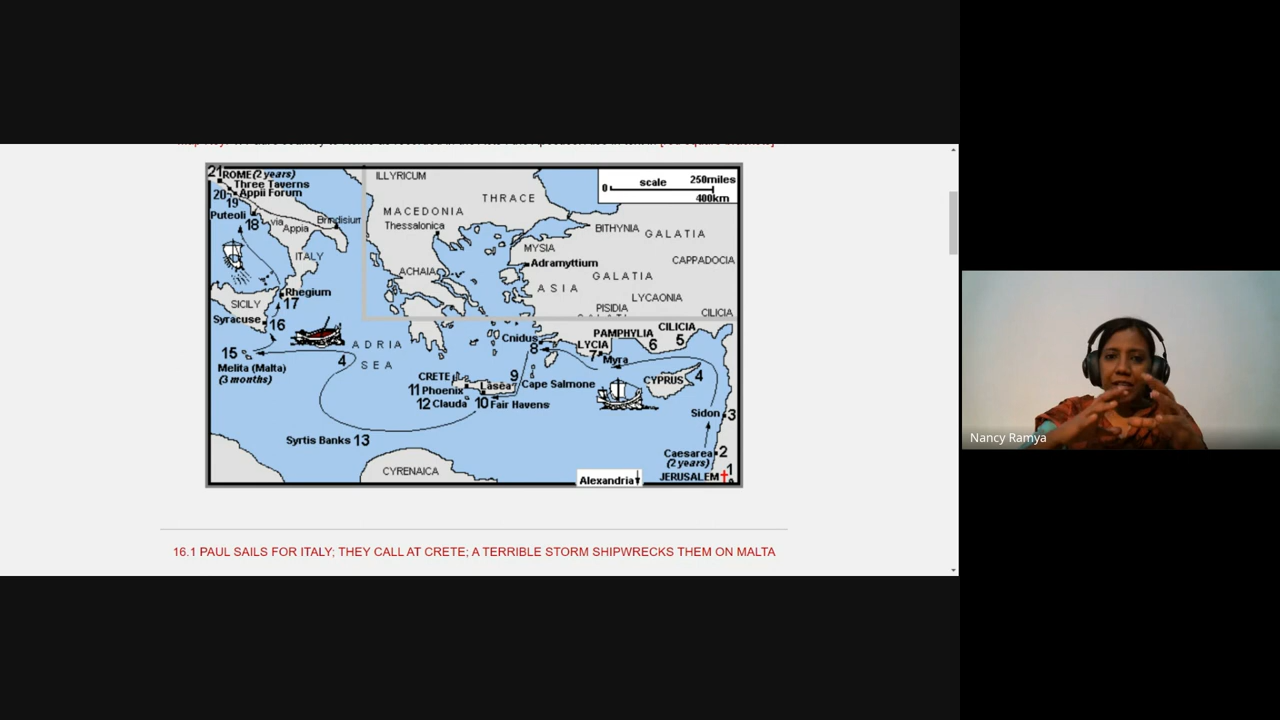 21 ROME (2 years)
Three Taverns
20 Appii Forum
19
Puteoli
18 via
Appia
Brindisium
ITALY
ILLYRICUM
THRACE
MACEDONIA
Thessalonica
ACHAIA
scale
250miles
0
400km
BITHYNIA
GALATIA
MYSIA
Adramyttium
CAPPADOCIA
GALATIA
ASIA
LYCAONIA
PISIDIA
CILICIA
SICILY
Rhegium
17
Syracuse
16
15
Melita (Malta)
(3 months)
ADRIA
SEA
4
Cnidus
8
PAMPHYLIA
6
CILICIA
5
LYCIA
7
Myra
CRETE
9
Lasea
Cape Salmone
11 Phoenix
12 Clauda
10 Fair Havens
CYPRUS
4
Sidon 3
Syrtis Banks 13
Caesarea 2
(2 years)
1
JERUSALEM
CYRENAICA
Alexandria
16.1 PAUL SAILS FOR ITALY; THEY CALL AT CRETE; A TERRIBLE STORM SHIPWRECKS THEM ON MALTA
Nancy Ramya